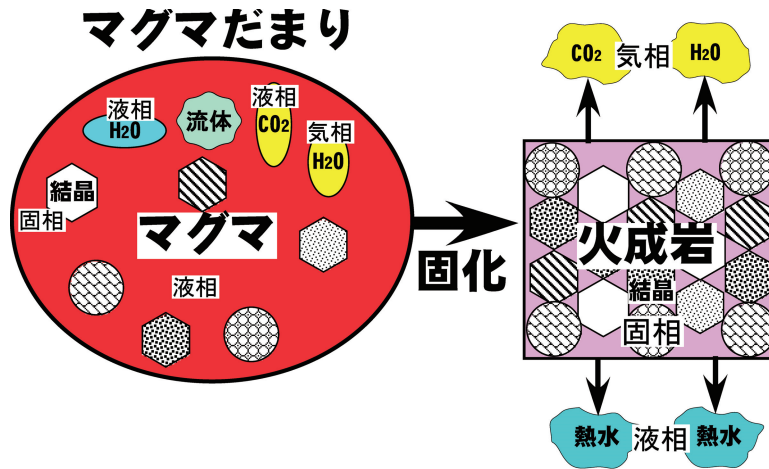 マグマだまり
液相
H2O
流体
液相
CO2
気相
H2O
結晶
固相
マグマ
液相
固化
CO2 気相 H2O
火成岩
結晶
固相
熱水 液相 熱水